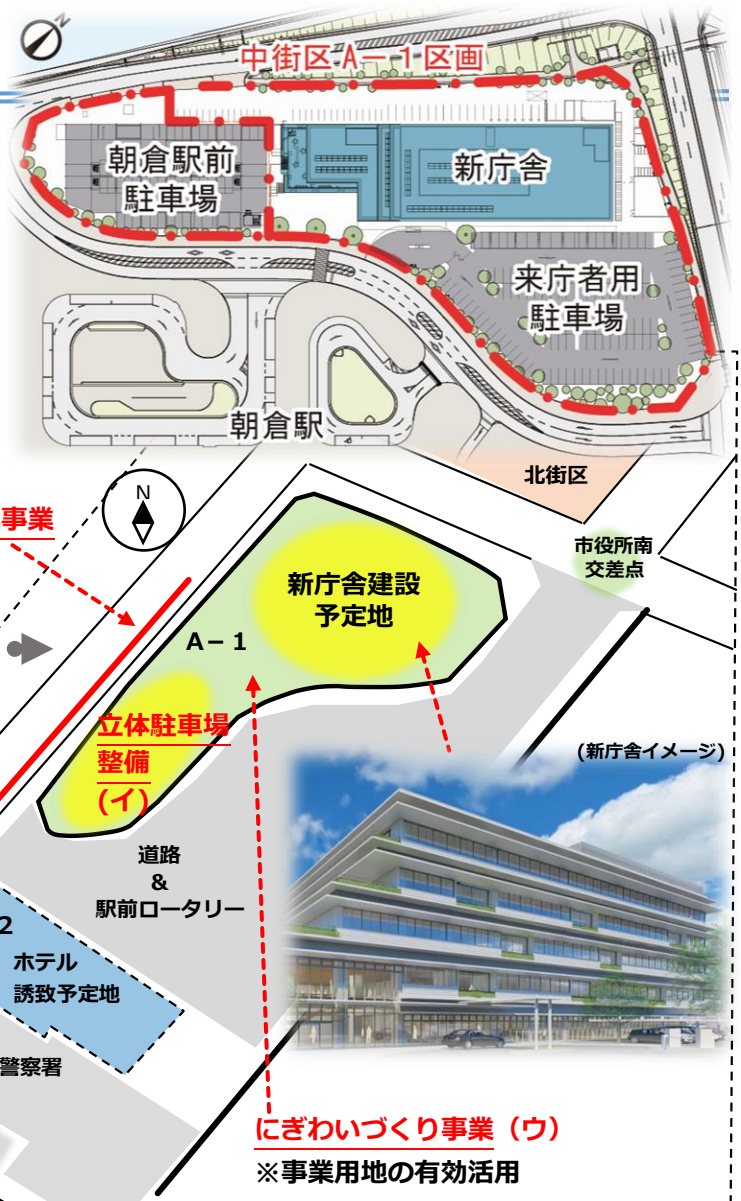 N
中街区A－1区画
朝倉駅前
駐車場
新庁舎
来庁者用
駐車場
朝倉駅
北街区
N
事業
市役所南
交差点
新庁舎建設
予定地
A－1
立体駐車場
整備
(イ)
(新庁舎イメージ)
道路
&
駅前ロータリー
2
ホテル
誘致予定地
警察署
にぎわいづくり事業（ウ）
※事業用地の有効活用